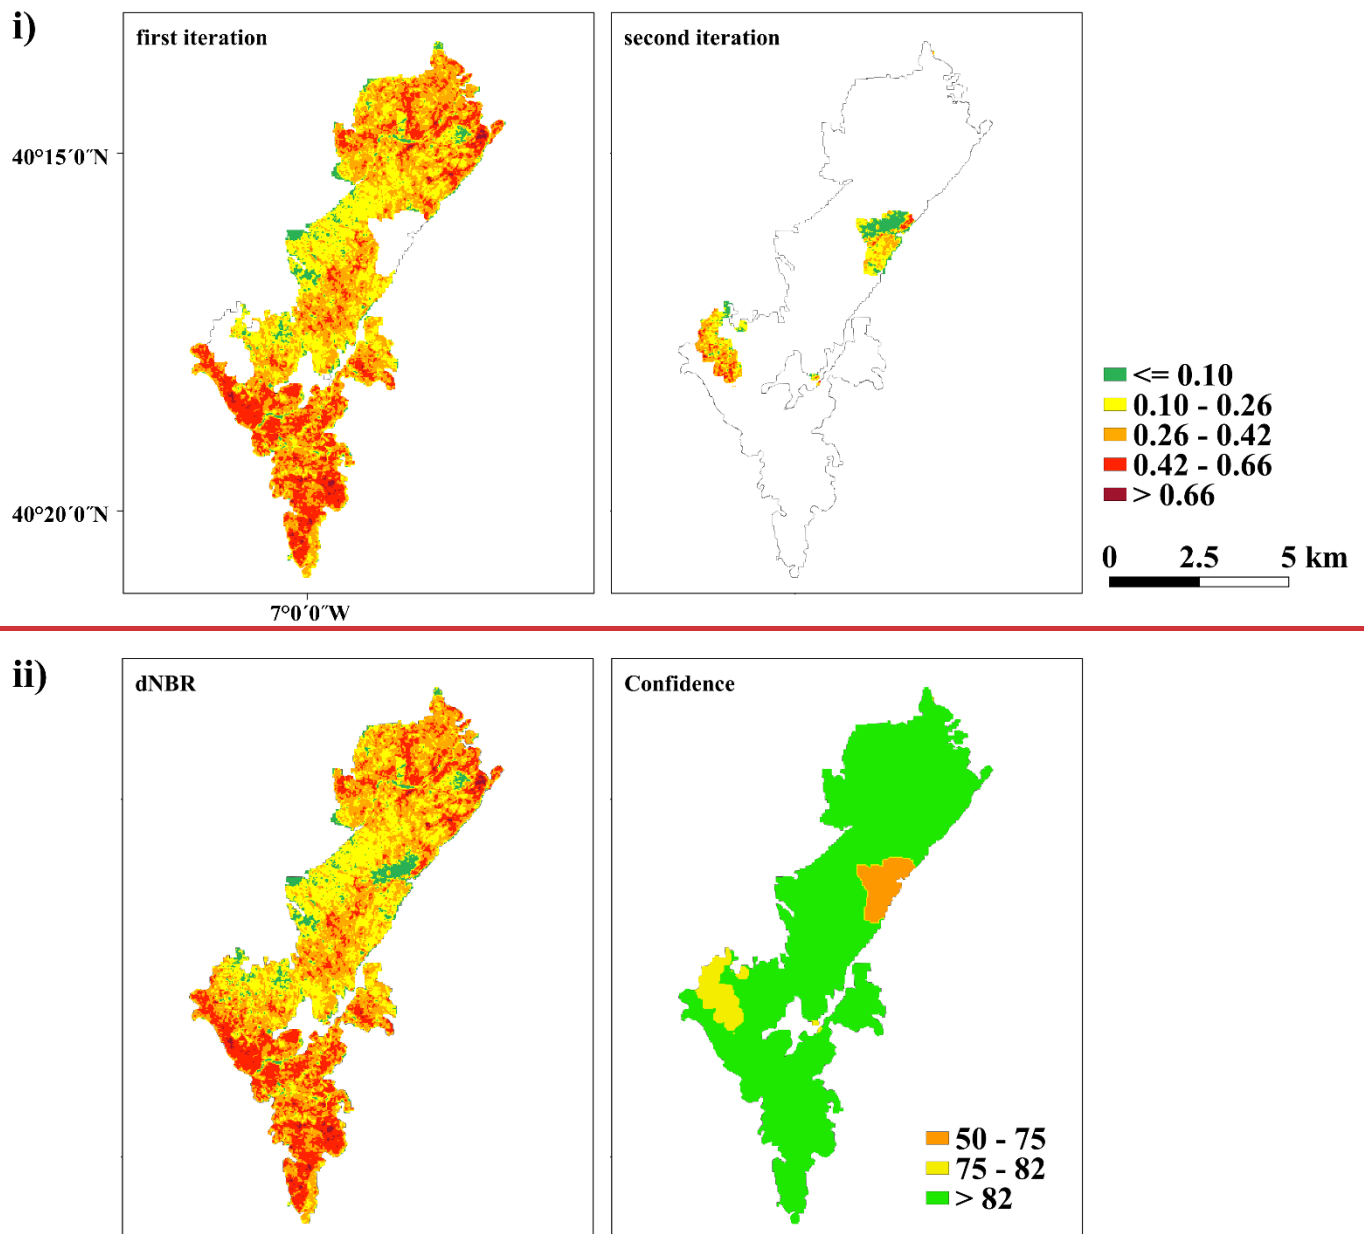 i)
first iteration
second iteration
40°15´0˝N
40°20´0˝N
7°0´0˝W
<= 0.10
0.10 - 0.26
0.26 - 0.42
0.42 - 0.66
> 0.66
0 2.5 5 km
ii)
dNBR
Confidence
50 - 75
75 - 82
> 82